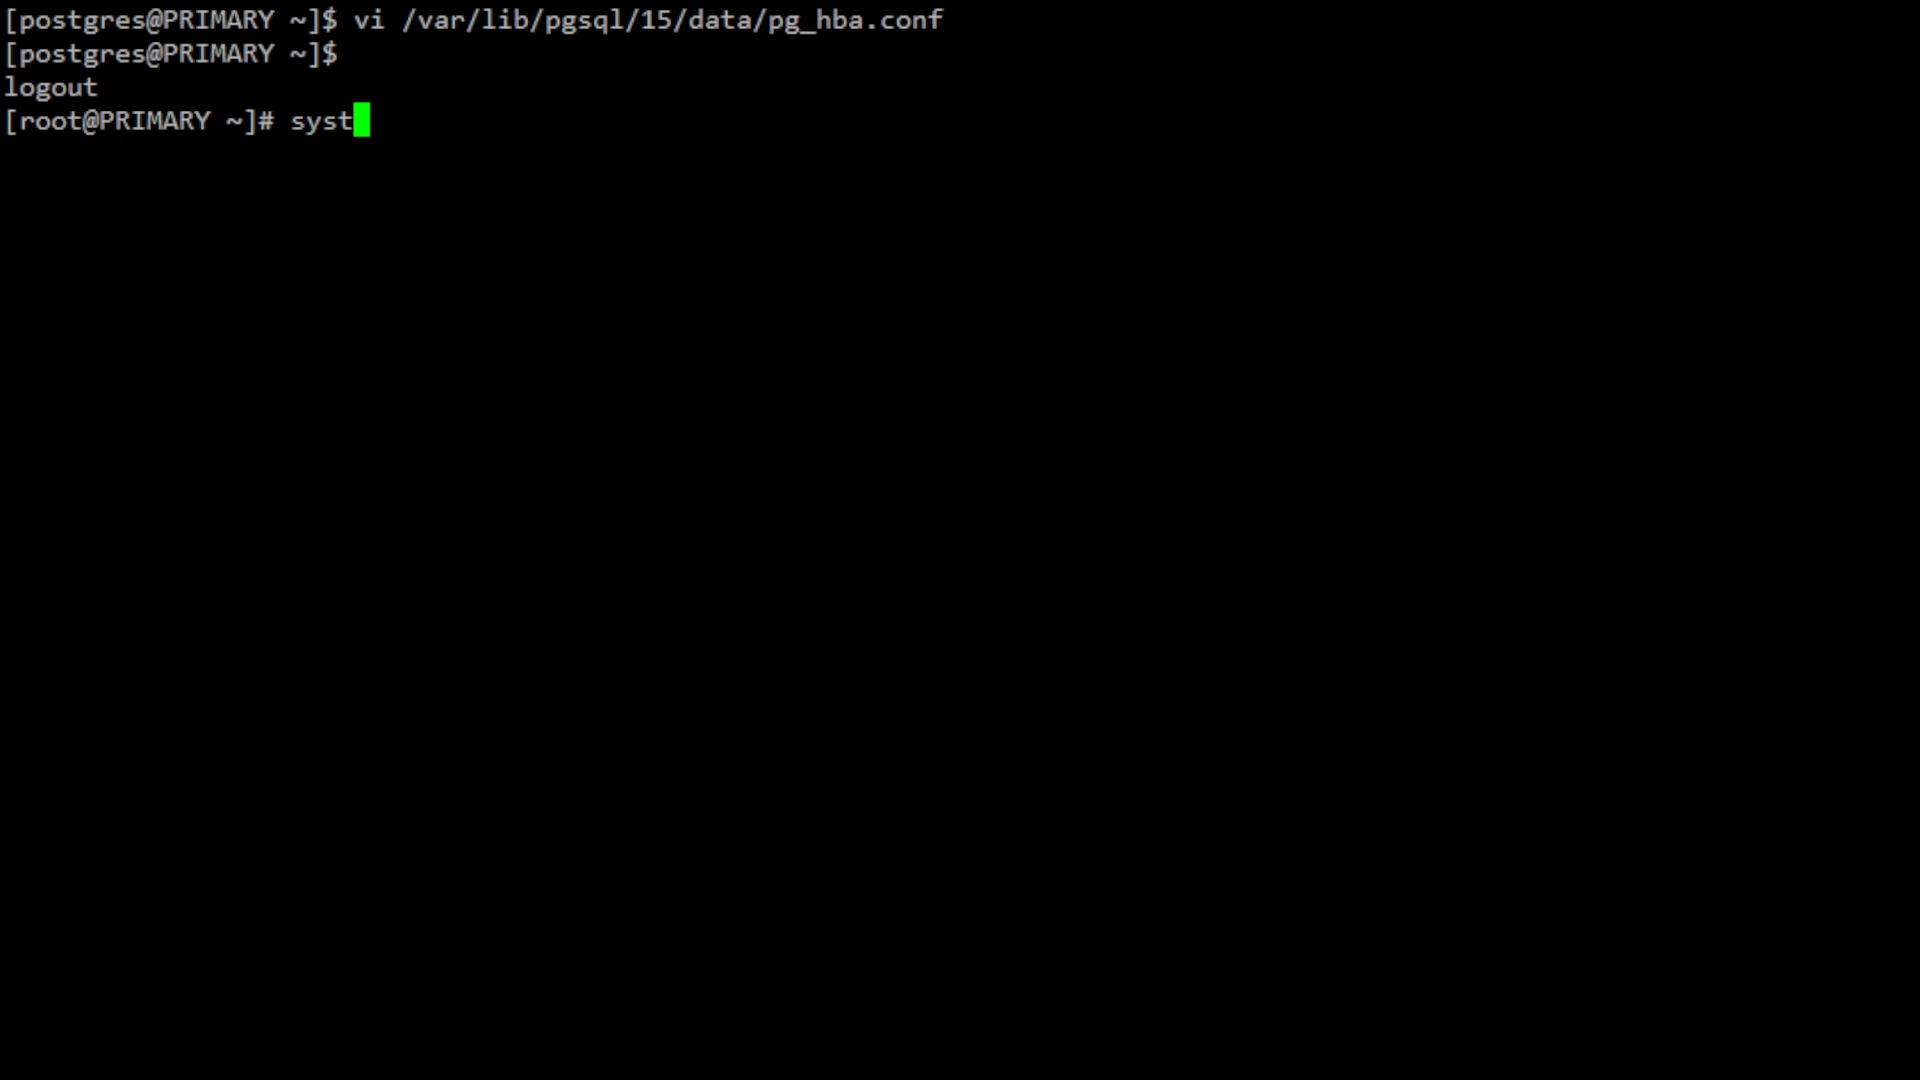 [postgres@PRIMARY ~]$ vi /var/lib/pgsql/15/data/pg_hba.conf
[postgres@PRIMARY ~]$
logout
[root@PRIMARY ~]# syst